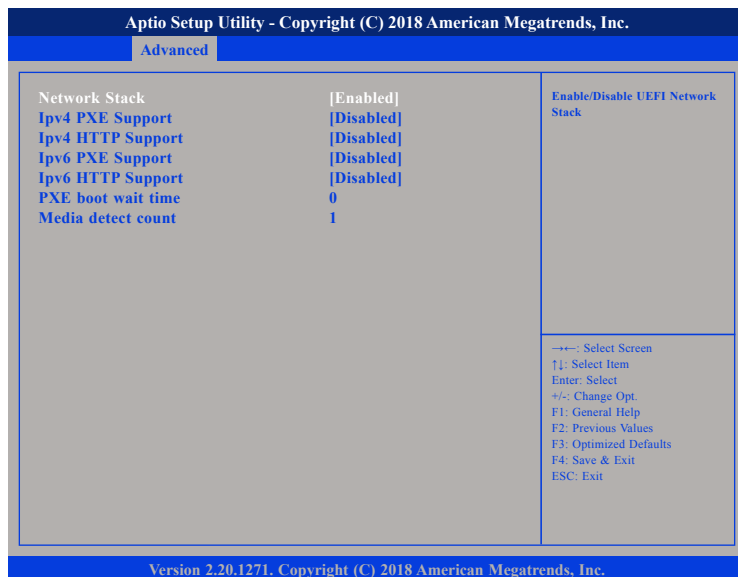 Aptio Setup Utility - Copyright (C) 2018 American Megatrends, Inc.
Advanced
Network Stack [Enabled]
Ipv4 PXE Support [Disabled]
Ipv4 HTTP Support [Disabled]
Ipv6 PXE Support [Disabled]
Ipv6 HTTP Support [Disabled]
PXE boot wait time 0
Media detect count 1
Enable/Disable UEFI Network
Stack
→←: Select Screen
↑↓: Select Item
Enter: Select
+/-: Change Opt.
F1: General Help
F2: Previous Values
F3: Optimized Defaults
F4: Save & Exit
ESC: Exit
Version 2.20.1271. Copyright (C) 2018 American Megatrends, Inc.